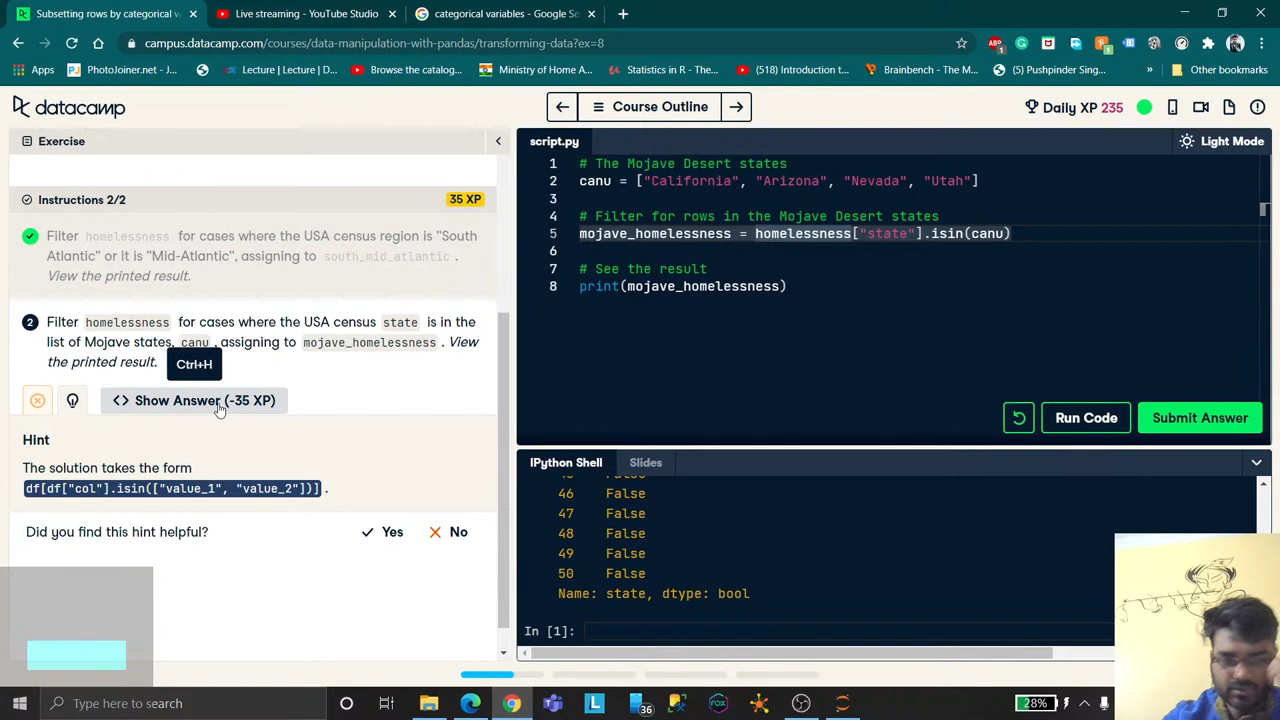 Subsetting rows by categorical v
Live streaming - YouTube Studio
categorical variables - Google Se
campus.datacamp.com/courses/data-manipulation-with-pandas/transforming-data?ex=8
Apps
PhotoJoiner.net - J...
Lecture | Lecture | D...
Browse the catalog...
Ministry of Home A...
Statistics in R - The...
(518) Introduction t...
Brainbench - The M...
(5) Pushpinder Sing...
»
Other bookmarks
datacamp
Course Outline
Daily XP 235
Exercise
script.py
Light Mode
Instructions 2/2
35 XP
Filter homelessness for cases where the USA census region is "South
Atlantic" or it is "Mid-Atlantic", assigning to south_mid_atlantic .
View the printed result.
2
Filter homelessness for cases where the USA census state is in the
list of Mojave states, canu , assigning to mojave_homelessness . View
the printed result.
Ctrl+H
Show Answer (-35 XP)
Hint
The solution takes the form
df[df["col"].isin(["value_1", "value_2"])] .
Did you find this hint helpful?
Yes
No
1 # The Mojave Desert states
2 canu = ["California", "Arizona", "Nevada", "Utah"]
3
4 # Filter for rows in the Mojave Desert states
5 mojave_homelessness = homelessness["state"].isin(canu)
6
7 # See the result
8 print(mojave_homelessness)
Run Code
Submit Answer
IPython Shell
Slides
46 False
47 False
48 False
49 False
50 False
Name: state, dtype: bool
In [1]:
Type here to search
36
28%